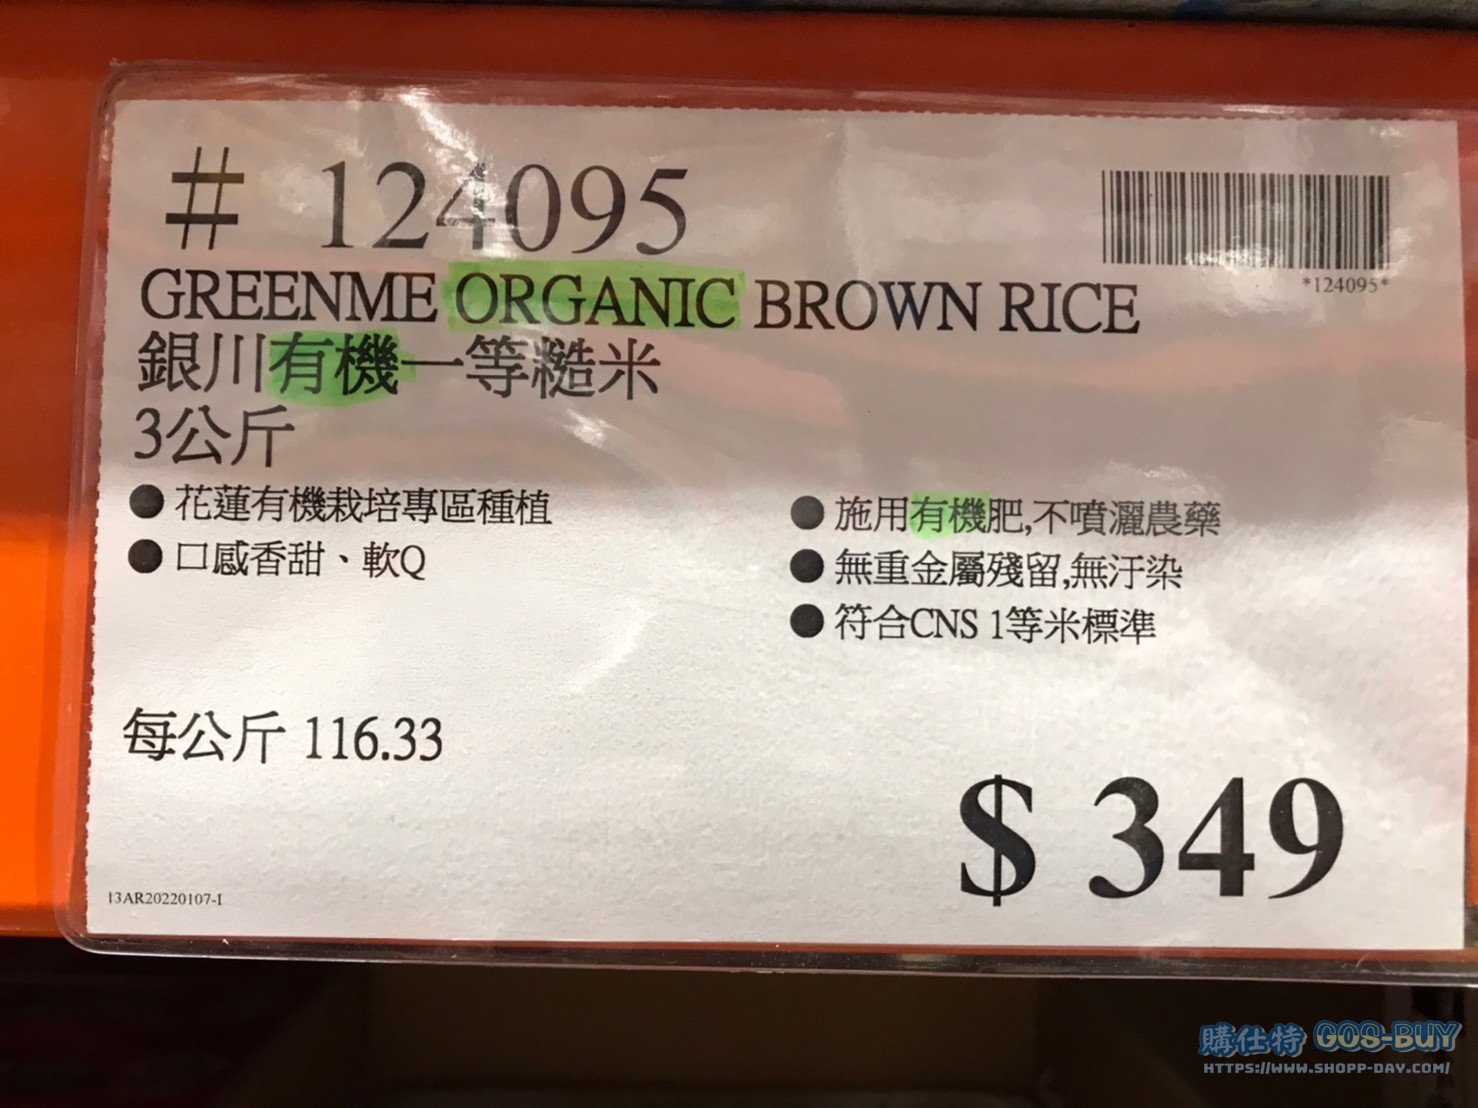 # 124095
*124095*
GREENME ORGANIC BROWN RICE
銀川有機一等糙米
3公斤
●花蓮有機栽培專區種植
●口感香甜、軟Q
●施用有機肥,不噴灑農藥
●無重金屬殘留,無汙染
●符合CNS 1等米標準
每公斤 116.33
$ 349
13AR20220107-I
購仕特 GOS-BUY
HTTPS://WWW.SHOPP-DAY.COM/